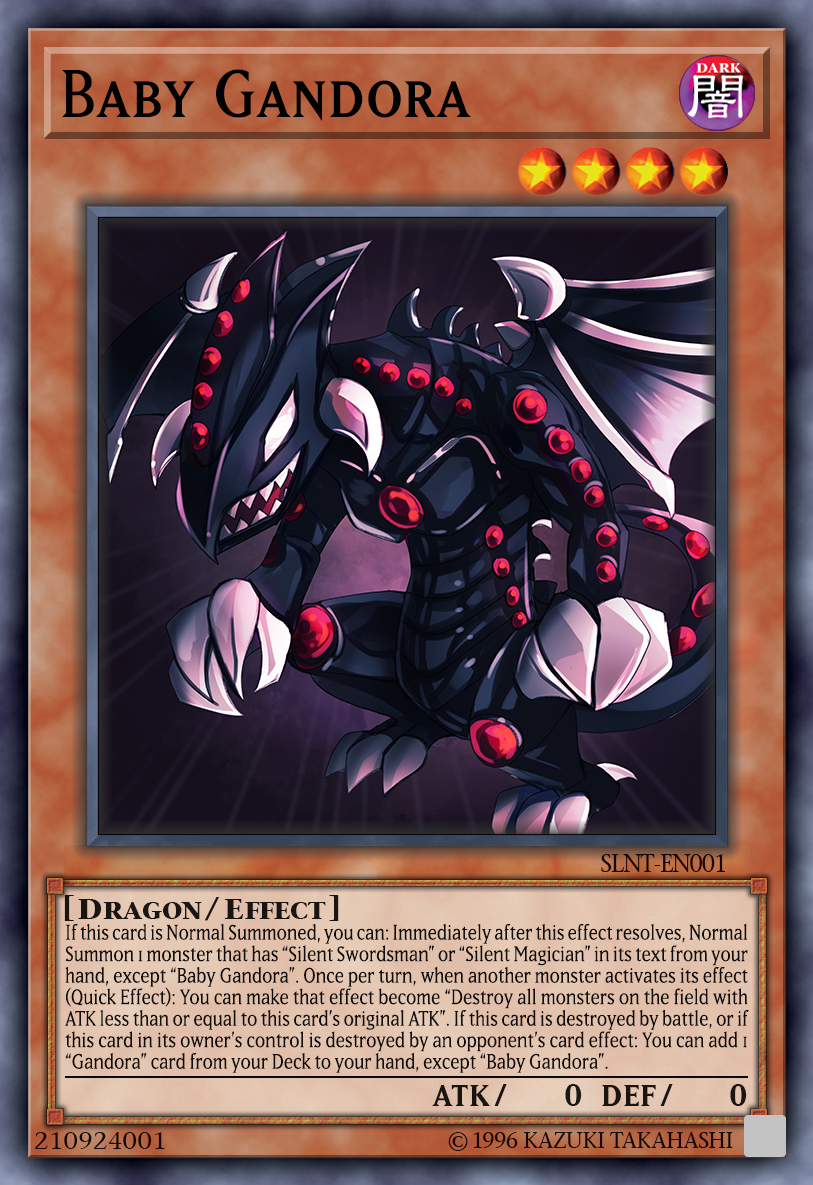 Baby Gandora
DARK
闇
SLNT-EN001
[Dragon/Effect]
If this card is Normal Summoned, you can: Immediately after this effect resolves, Normal
Summon 1 monster that has “Silent Swordsman” or “Silent Magician” in its text from your
hand, except “Baby Gandora”. Once per turn, when another monster activates its effect
(Quick Effect): You can make that effect become “Destroy all monsters on the field with
ATK less than or equal to this card's original ATK”. If this card is destroyed by battle, or if
this card in its owner's control is destroyed by an opponent's card effect: You can add 1
“Gandora” card from your Deck to your hand, except “Baby Gandora”.
ATK/ 0 DEF/ 0
210924001 © 1996 KAZUKI TAKAHASHI